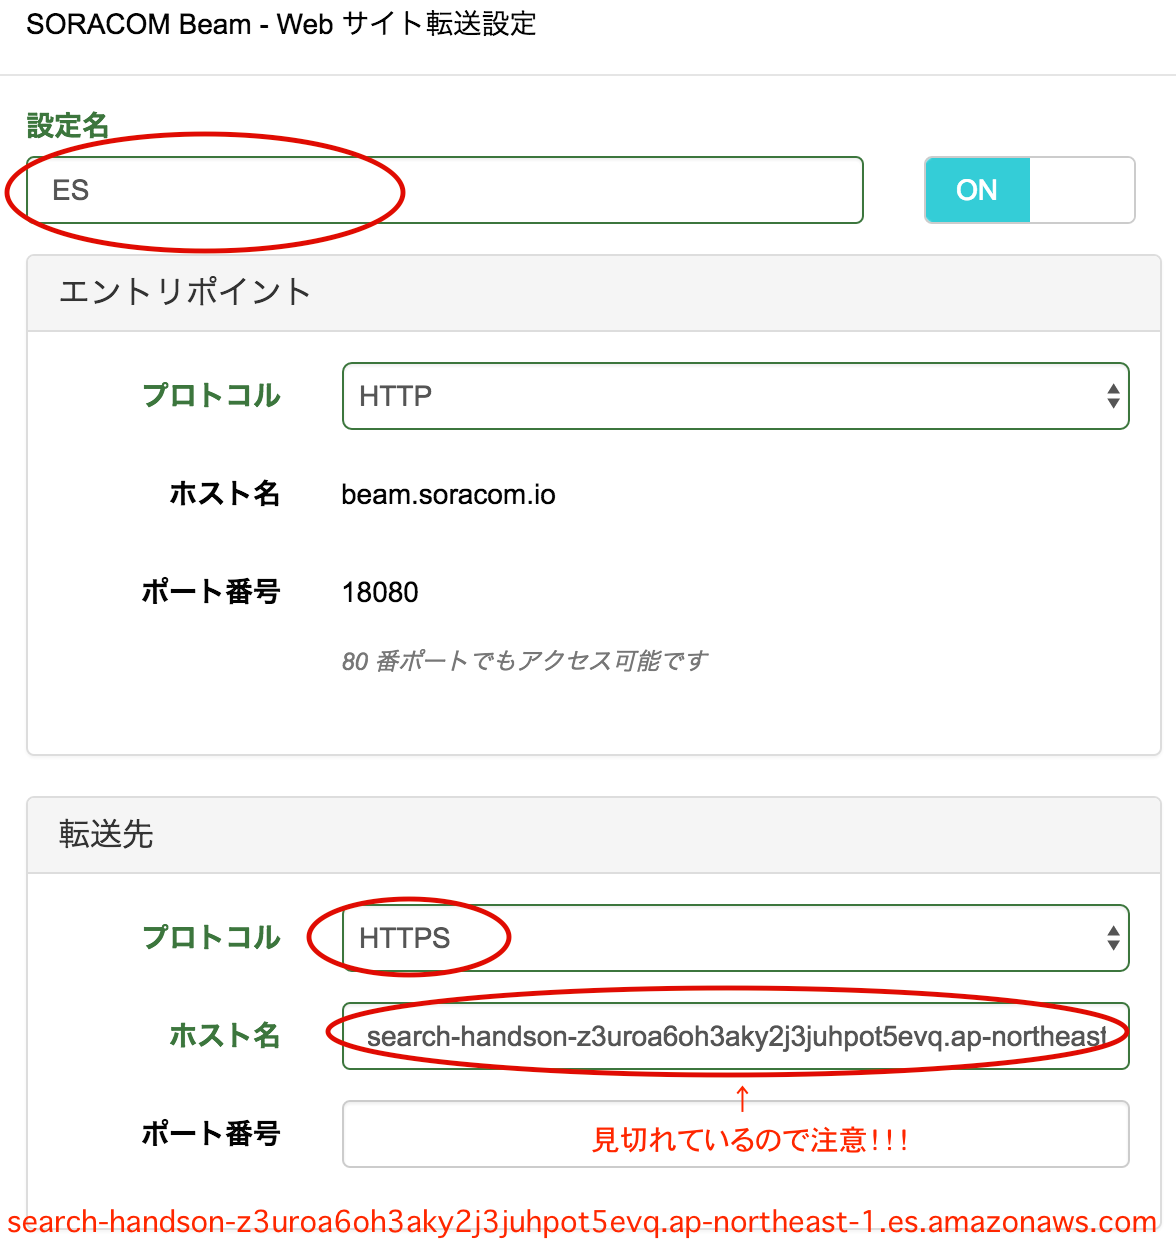 SORACOM Beam - Web サイト転送設定
設定名
ES
ON
エントリポイント
プロトコル
HTTP
ホスト名
beam.soracom.io
ポート番号
18080
80 番ポートでもアクセス可能です
転送先
プロトコル
HTTPS
ホスト名
search-handson-z3uroa6oh3aky2j3juhpot5evq.ap-northeast
↑
ポート番号
見切れているので注意!!!
search-handson-z3uroa6oh3aky2j3juhpot5evq.ap-northeast-1.es.amazonaws.com